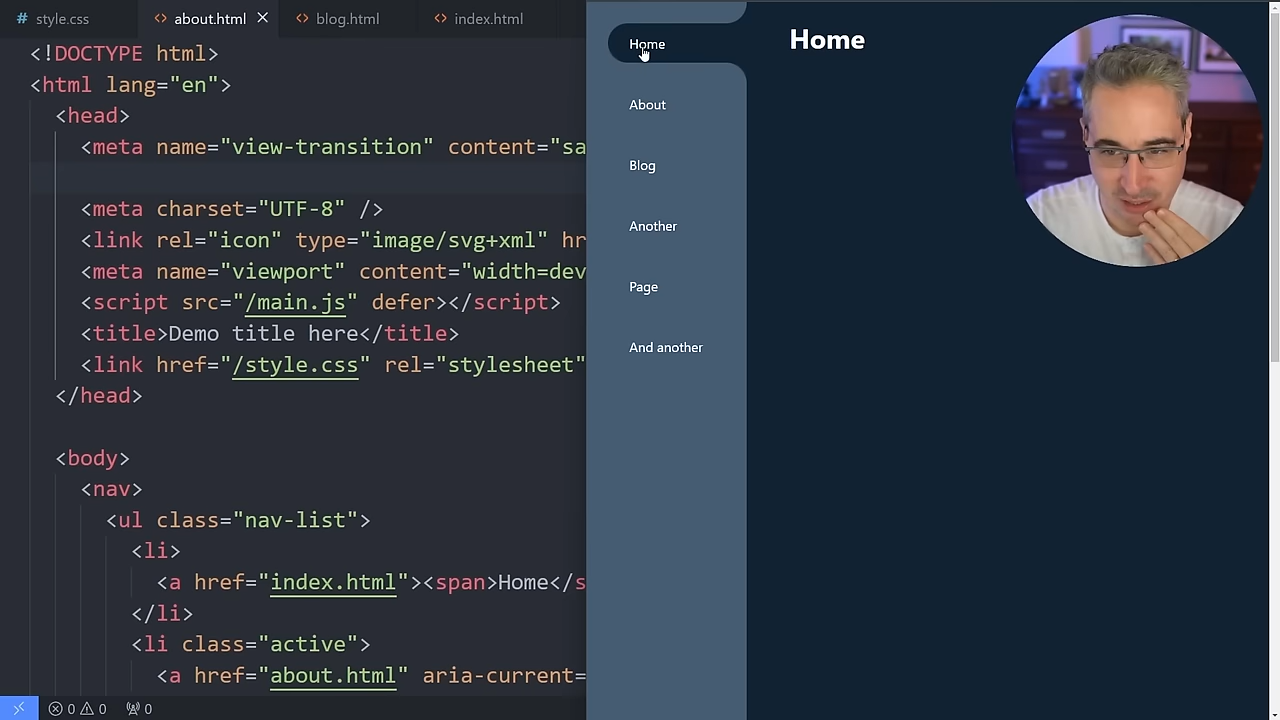 # style.css <> about.html × <> blog.html <> index.html
<!DOCTYPE html>
<html lang="en">
<head>
<meta name="view-transition" content="sa
<meta charset="UTF-8" />
<link rel="icon" type="image/svg+xml" hr
<meta name="viewport" content="width=dev
<script src="/main.js" defer></script>
<title>Demo title here</title>
<link href="/style.css" rel="stylesheet"
</head>
<body>
<nav>
<ul class="nav-list">
<li>
<a href="index.html"><span>Home</s
</li>
<li class="active">
<a href="about.html" aria-current=
0 0 0
Home
About
Blog
Another
Page
And another
Home